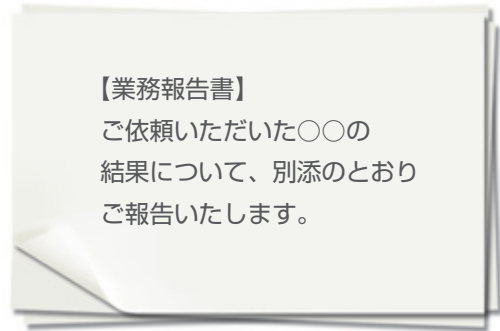 【業務報告書】
ご依頼いただいた○○の
結果について、別添のとおり
ご報告いたします。